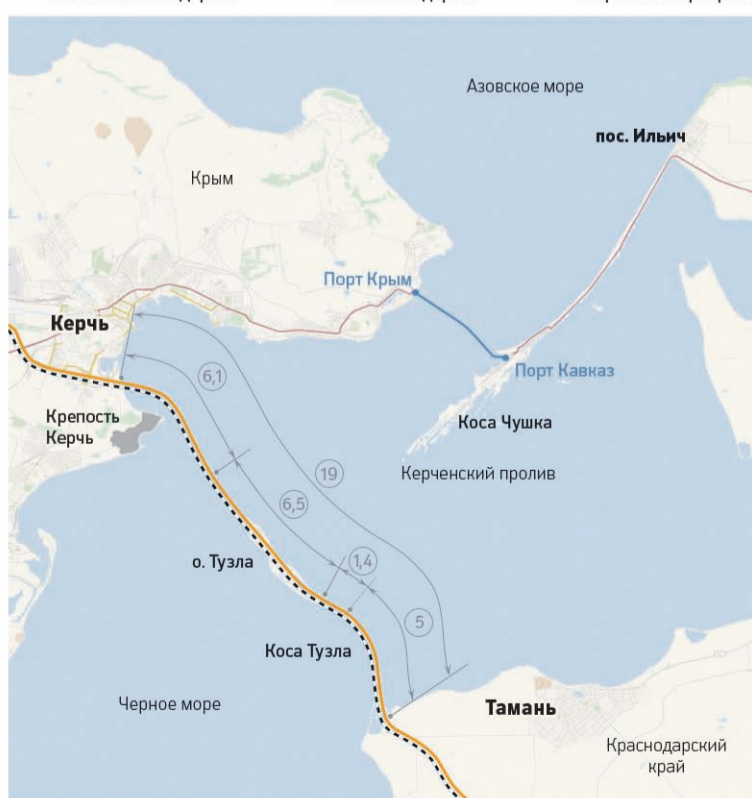 Азовское море
пос. Ильич
Крым
Порт Крым
Керчь
Порт Кавказ
6,1
Крепость
Керчь
Коса Чушка
19
Керченский пролив
6,5
о. Тузла
1,4
5
Коса Тузла
Черное море
Тамань
Краснодарский
край